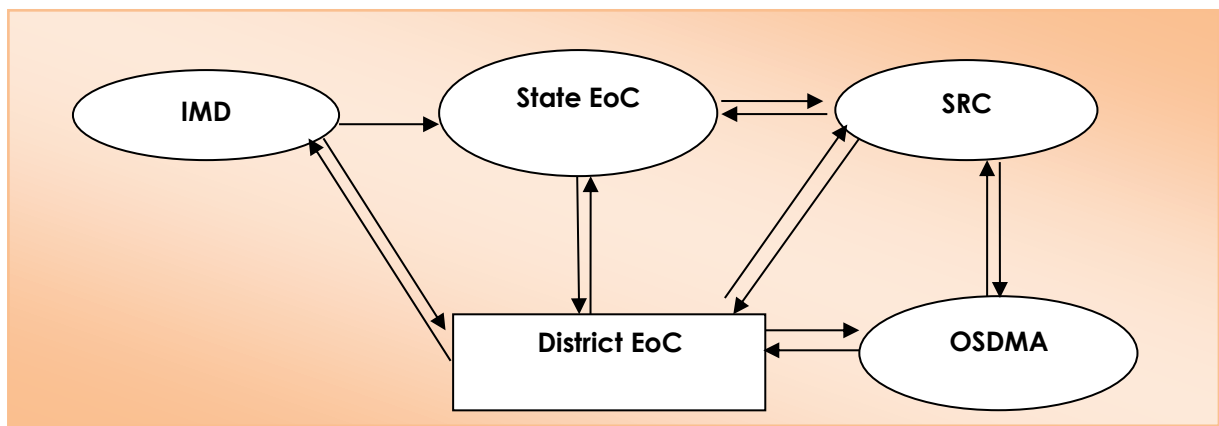 IMD
State EoC
SRC
District EoC
OSDMA